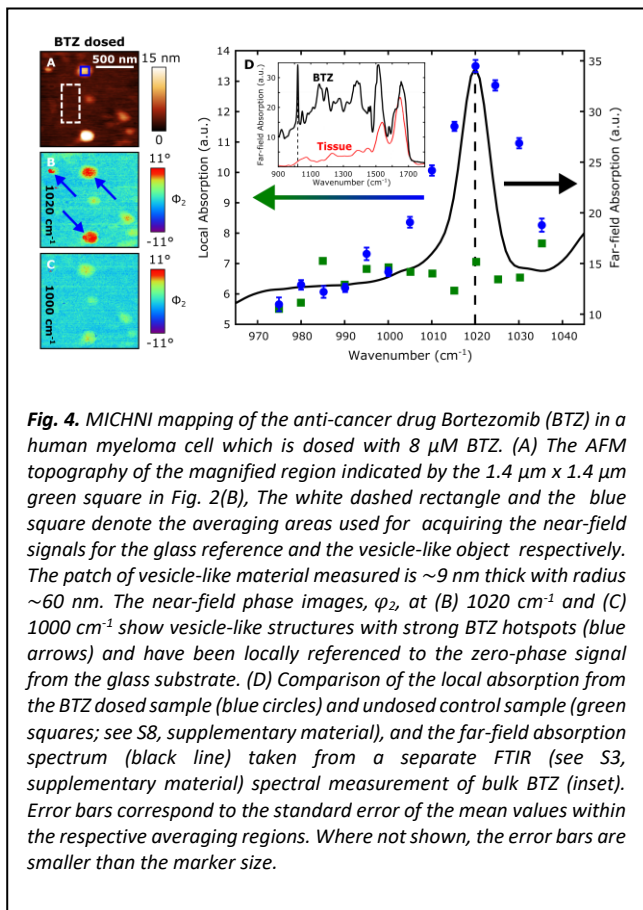 BTZ dosed
A
500 nm
15 nm
0
B
1020 cm-1
11°
Φ2
-11°
C
1000 cm-1
11°
Φ2
-11°
D
Local Absorption (a.u.)
14
13
12
11
10
9
8
7
6
5
Far-field Absorption (a.u.)
30
20
10
0
BTZ
Tissue
900 1100 1300 1500 1700
Wavenumber (cm-1)
35
30
25
20
15
10
Far-field Absorption (a.u.)
970 980 990 1000 1010 1020 1030 1040
Wavenumber (cm-1)
Fig. 4. MICHNI mapping of the anti-cancer drug Bortezomib (BTZ) in a
human myeloma cell which is dosed with 8 μM BTZ. (A) The AFM
topography of the magnified region indicated by the 1.4 μm x 1.4 μm
green square in Fig. 2(B), The white dashed rectangle and the blue
square denote the averaging areas used for acquiring the near-field
signals for the glass reference and the vesicle-like object respectively.
The patch of vesicle-like material measured is ~9 nm thick with radius
~60 nm. The near-field phase images, φ2, at (B) 1020 cm-1 and (C)
1000 cm-1 show vesicle-like structures with strong BTZ hotspots (blue
arrows) and have been locally referenced to the zero-phase signal
from the glass substrate. (D) Comparison of the local absorption from
the BTZ dosed sample (blue circles) and undosed control sample (green
squares; see S8, supplementary material), and the far-field absorption
spectrum (black line) taken from a separate FTIR (see S3,
supplementary material) spectral measurement of bulk BTZ (inset).
Error bars correspond to the standard error of the mean values within
the respective averaging regions. Where not shown, the error bars are
smaller than the marker size.